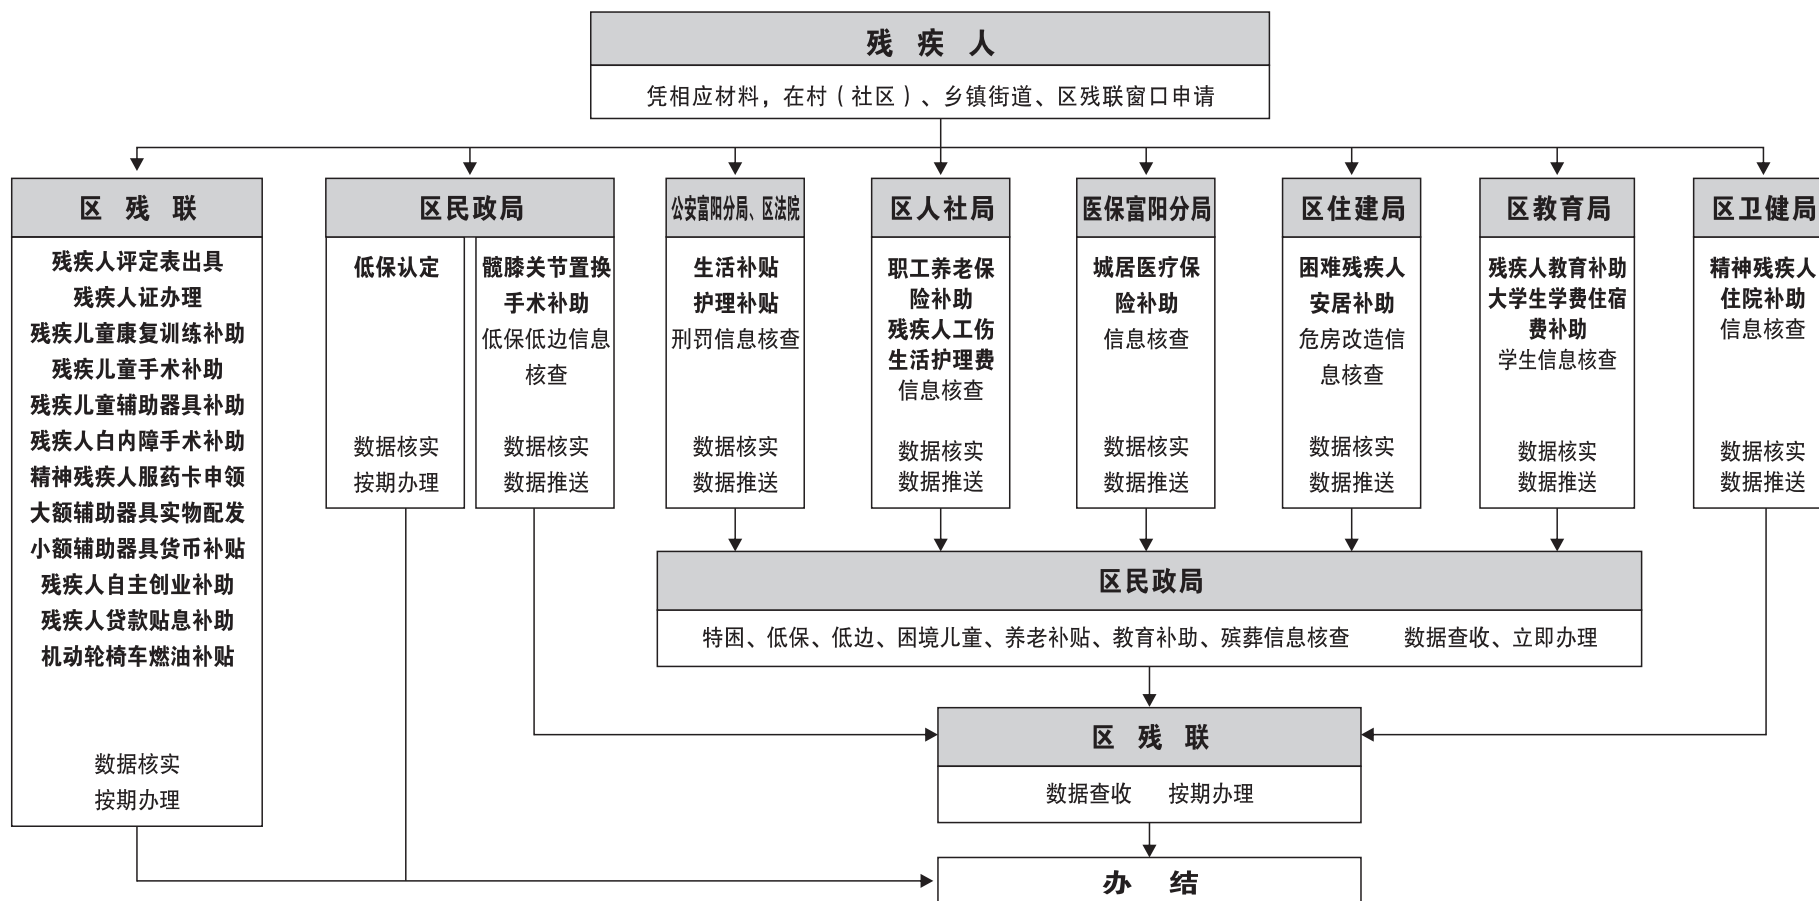 残 疾 人
凭相应材料，在村（社区）、乡镇街道、区残联窗口申请
区 残 联
残疾人评定表出具
残疾人证办理
残疾儿童康复训练补助
残疾儿童手术补助
残疾儿童辅助器具补助
残疾人白内障手术补助
精神残疾人服药卡申领
大额辅助器具实物配发
小额辅助器具货币补贴
残疾人自主创业补助
残疾人贷款贴息补助
机动轮椅车燃油补贴
数据核实
按期办理
区民政局
低保认定
数据核实
按期办理
髋膝关节置换
手术补助
低保低边信息
核查
数据核实
数据推送
公安富阳分局、区法院
生活补贴
护理补贴
刑罚信息核查
数据核实
数据推送
区人社局
职工养老保
险补助
残疾人工伤
生活护理费
信息核查
数据核实
数据推送
医保富阳分局
城居医疗保
险补助
信息核查
数据核实
数据推送
区住建局
困难残疾人
安居补助
危房改造信
息核查
数据核实
数据推送
区教育局
残疾人教育补助
大学生学费住宿
费补助
学生信息核查
数据核实
数据推送
区卫健局
精神残疾人
住院补助
信息核查
数据核实
数据推送
区民政局
特困、低保、低边、困境儿童、养老补贴、教育补助、殡葬信息核查 数据查收、立即办理
区 残 联
数据查收 按期办理
办 结